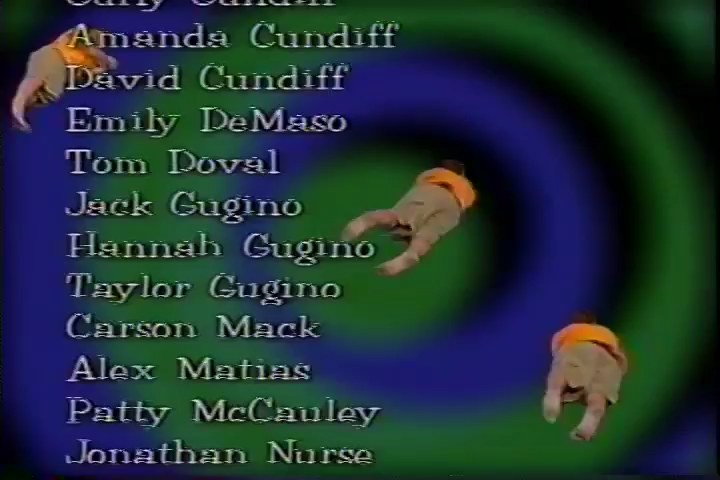 Cundiff
Amanda Cundiff
David Cundiff
Emily DeMaso
Tom Doval
Jack Gugino
Hannah Gugino
Taylor Gugino
Carson Mack
Alex Matias
Patty McCauley
Jonathan Nurse